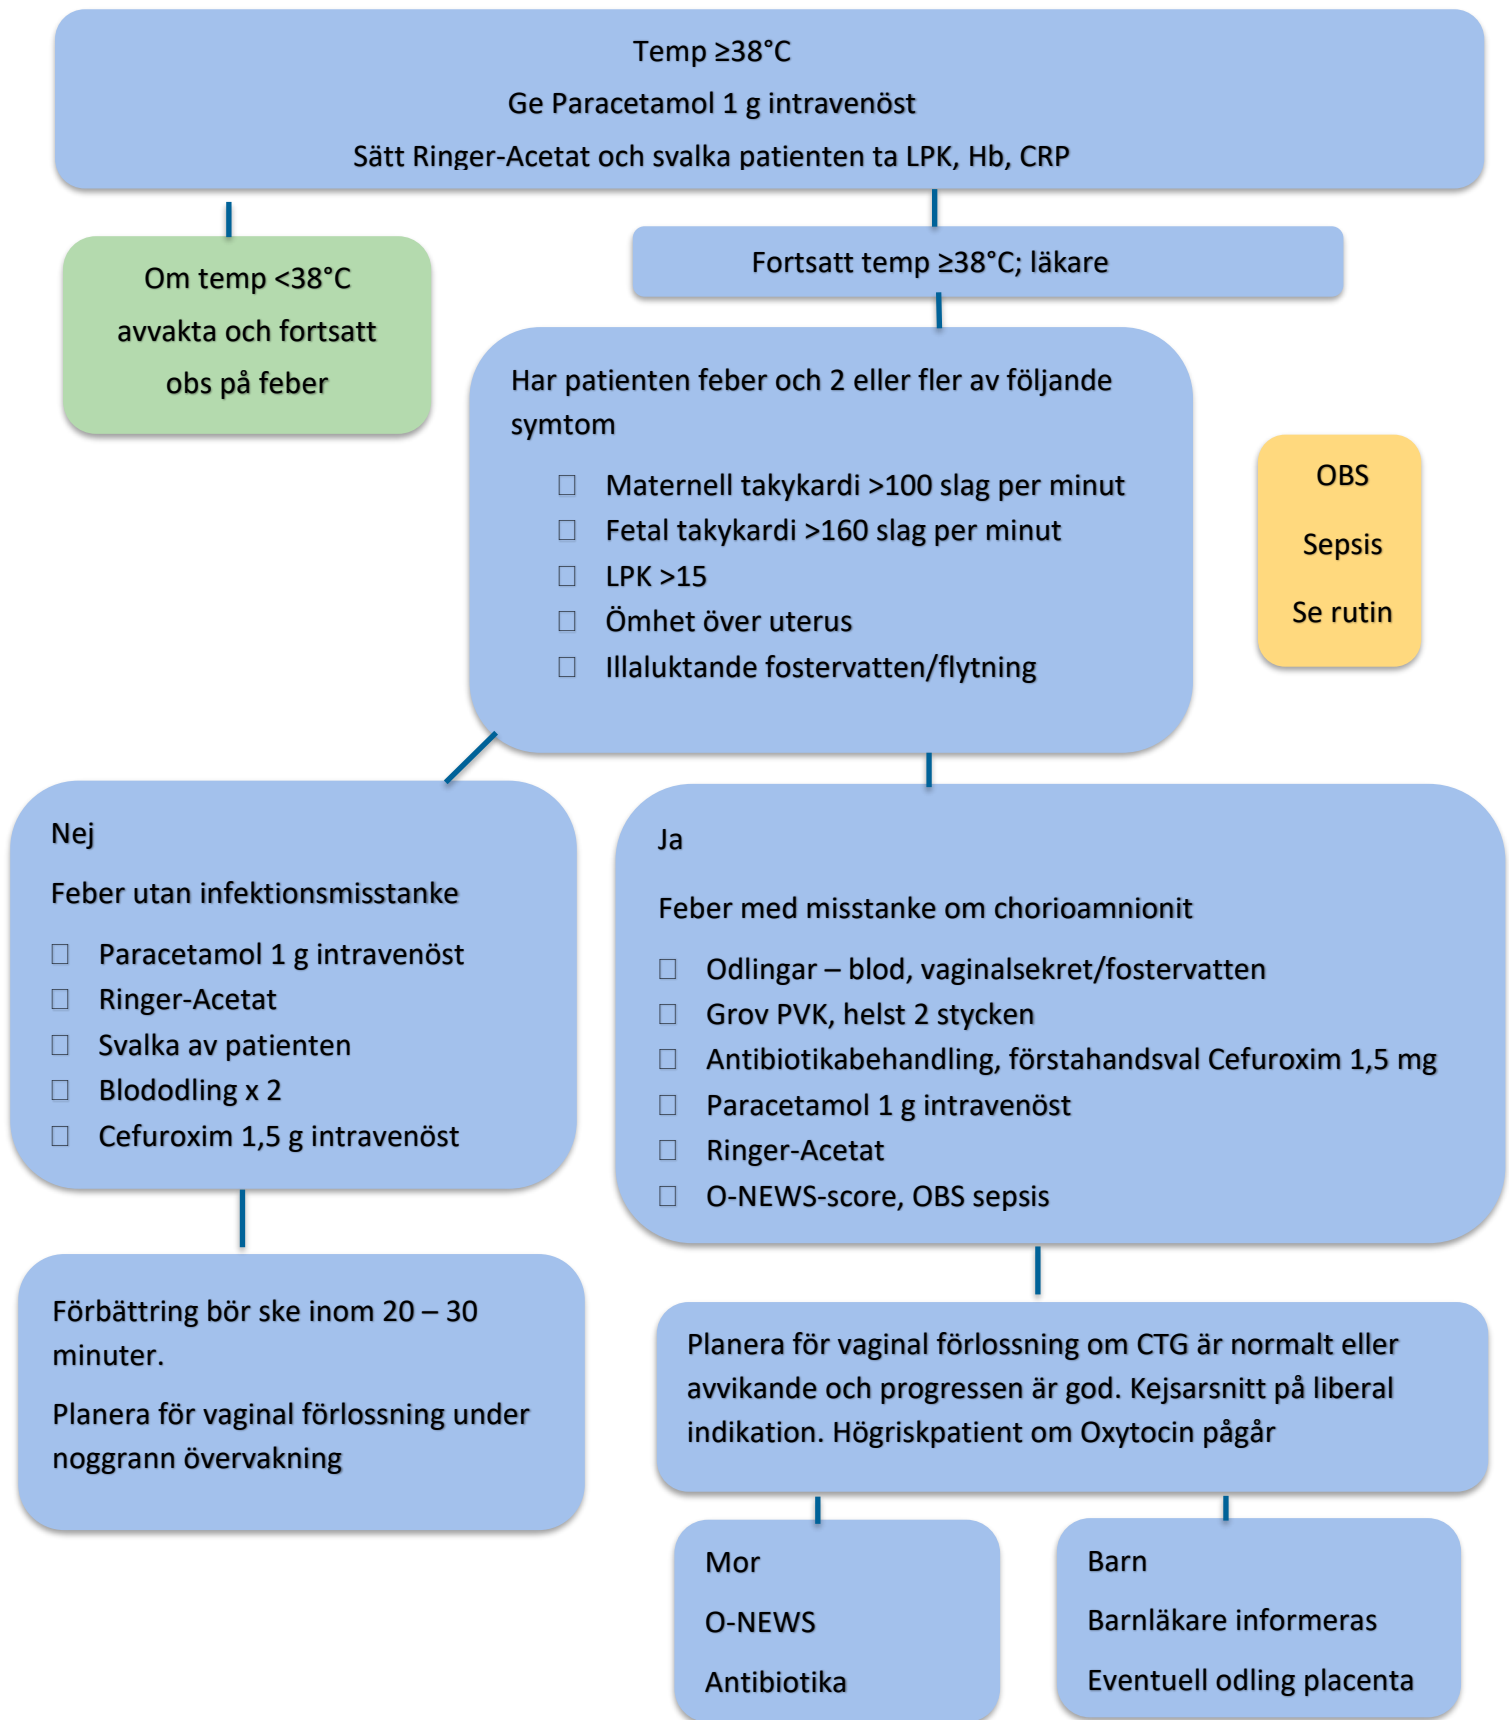 Temp ≥38°C
Ge Paracetamol 1 g intravenöst
Sätt Ringer-Acetat och svalka patienten ta LPK, Hb, CRP
Om temp <38°C
avvakta och fortsatt
obs på feber
Fortsatt temp ≥38°C; läkare
Har patienten feber och 2 eller fler av följande
symtom
☐ Maternell takykardi >100 slag per minut
☐ Fetal takykardi >160 slag per minut
☐ LPK >15
☐ Ömhet över uterus
☐ Illaluktande fostervatten/flytning
OBS
Sepsis
Se rutin
Nej
Feber utan infektionsmisstanke
☐ Paracetamol 1 g intravenöst
☐ Ringer-Acetat
☐ Svalka av patienten
☐ Blododling x 2
☐ Cefuroxim 1,5 g intravenöst
Ja
Feber med misstanke om chorioamnionit
☐ Odlingar – blod, vaginalsekret/fostervatten
☐ Grov PVK, helst 2 stycken
☐ Antibiotikabehandling, förstahandsval Cefuroxim 1,5 mg
☐ Paracetamol 1 g intravenöst
☐ Ringer-Acetat
☐ O-NEWS-score, OBS sepsis
Förbättring bör ske inom 20 – 30
minuter.
Planera för vaginal förlossning under
noggrann övervakning
Planera för vaginal förlossning om CTG är normalt eller
avvikande och progressen är god. Kejsarsnitt på liberal
indikation. Högriskpatient om Oxytocin pågår
Mor
O-NEWS
Antibiotika
Barn
Barnläkare informeras
Eventuell odling placenta